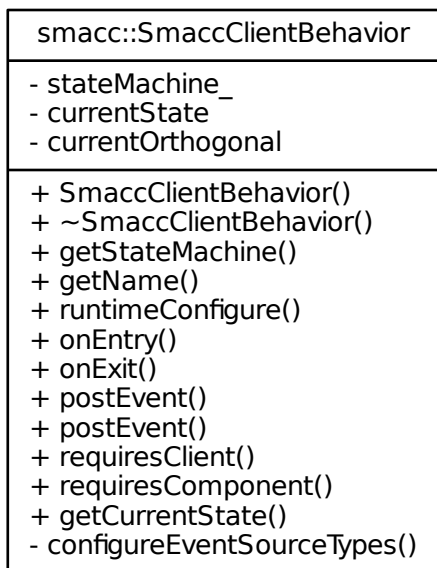 smacc::SmaccClientBehavior
- stateMachine_
- currentState
- currentOrthogonal
+ SmaccClientBehavior()
+ ~SmaccClientBehavior()
+ getStateMachine()
+ getName()
+ runtimeConfigure()
+ onEntry()
+ onExit()
+ postEvent()
+ postEvent()
+ requiresClient()
+ requiresComponent()
+ getCurrentState()
- configureEventSourceTypes()